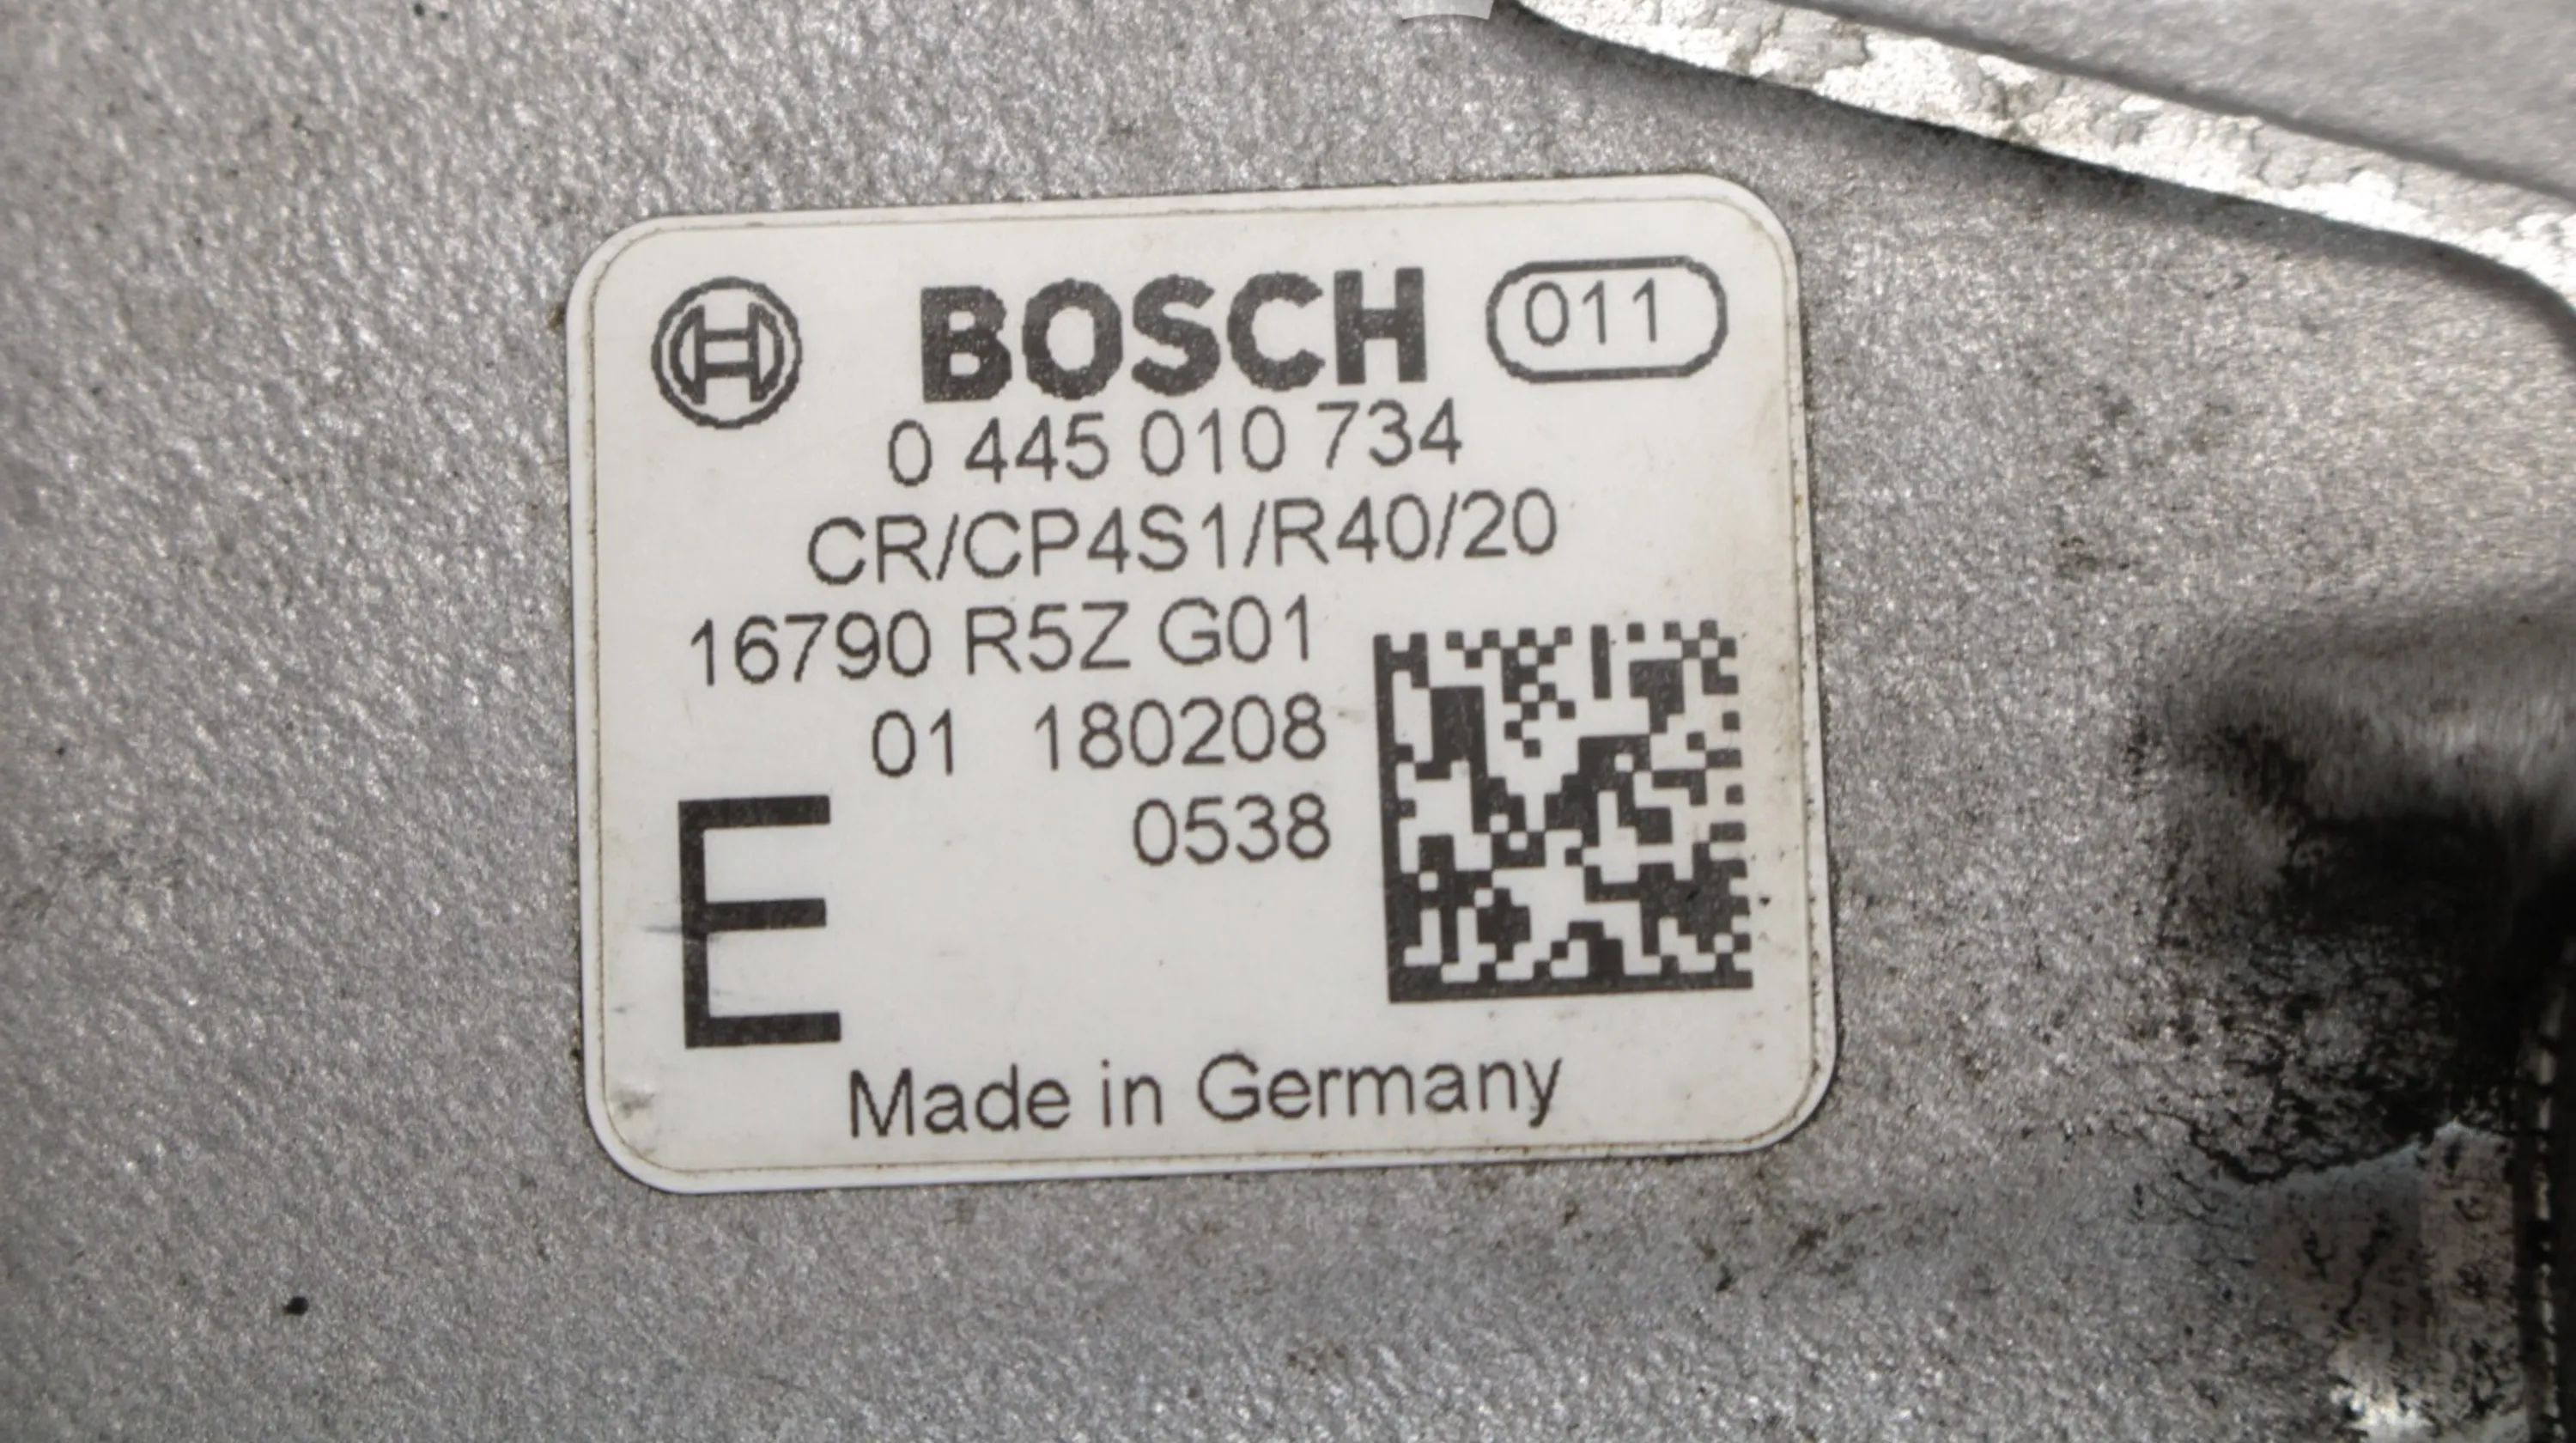 BOSCH 011
0 445 010 734
CR/CP4S1/R40/20
16790 R5Z G01
01 180208
0538
E
Made in Germany